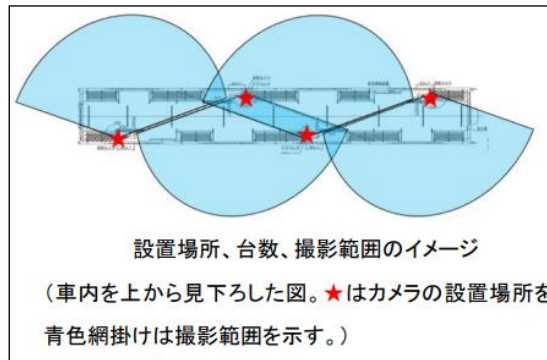 設置場所、台数、撮影範囲のイメージ
（車内を上から見下ろした図。★はカメラの設置場所を
青色網掛けは撮影範囲を示す。）